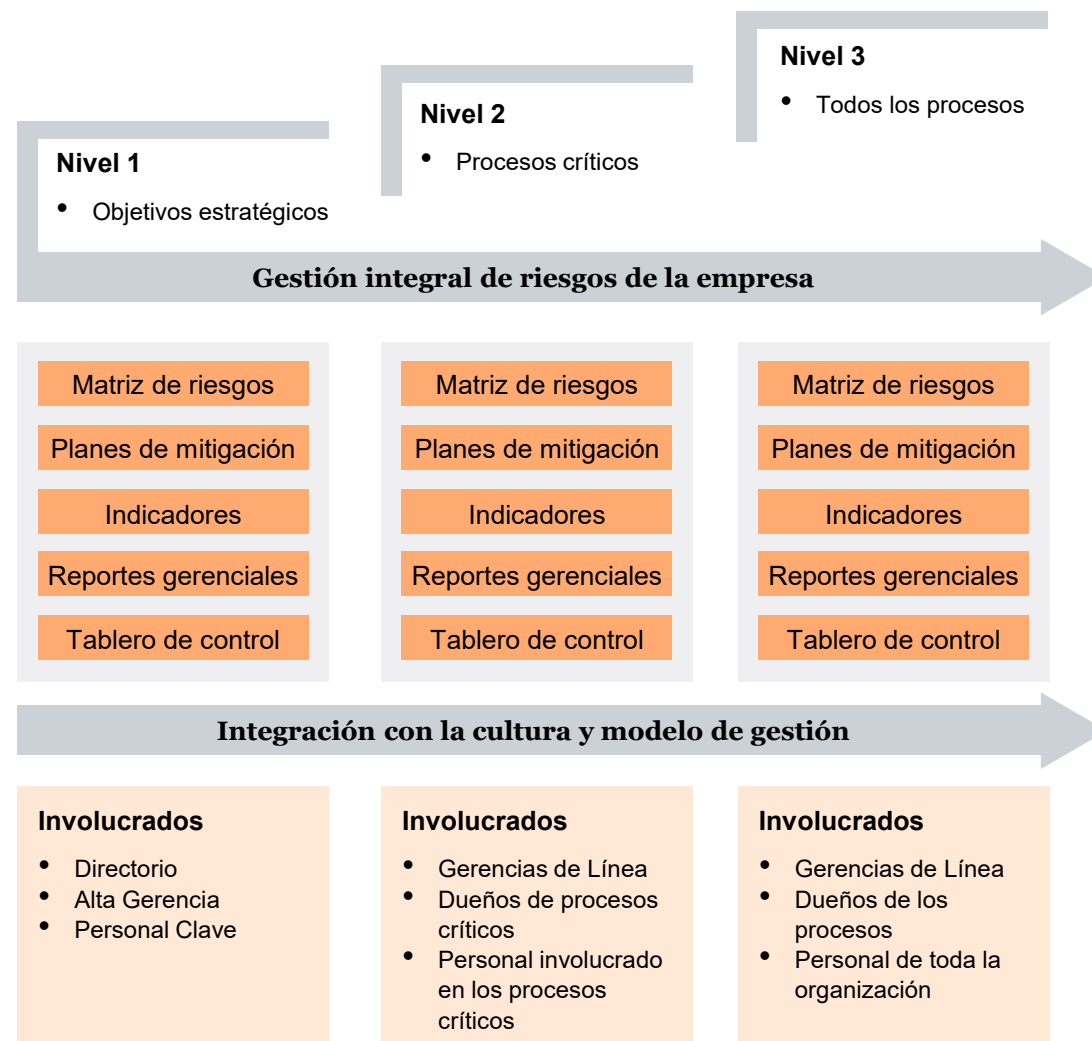 Nivel 1
• Objetivos estratégicos
Nivel 2
• Procesos críticos
Nivel 3
• Todos los procesos
Gestión integral de riesgos de la empresa
Matriz de riesgos
Planes de mitigación
Indicadores
Reportes gerenciales
Tablero de control
Matriz de riesgos
Planes de mitigación
Indicadores
Reportes gerenciales
Tablero de control
Matriz de riesgos
Planes de mitigación
Indicadores
Reportes gerenciales
Tablero de control
Integración con la cultura y modelo de gestión
Involucrados
• Directorio
• Alta Gerencia
• Personal Clave
Involucrados
• Gerencias de Línea
• Dueños de procesos
críticos
• Personal involucrado
en los procesos
críticos
Involucrados
• Gerencias de Línea
• Dueños de los
procesos
• Personal de toda la
organización